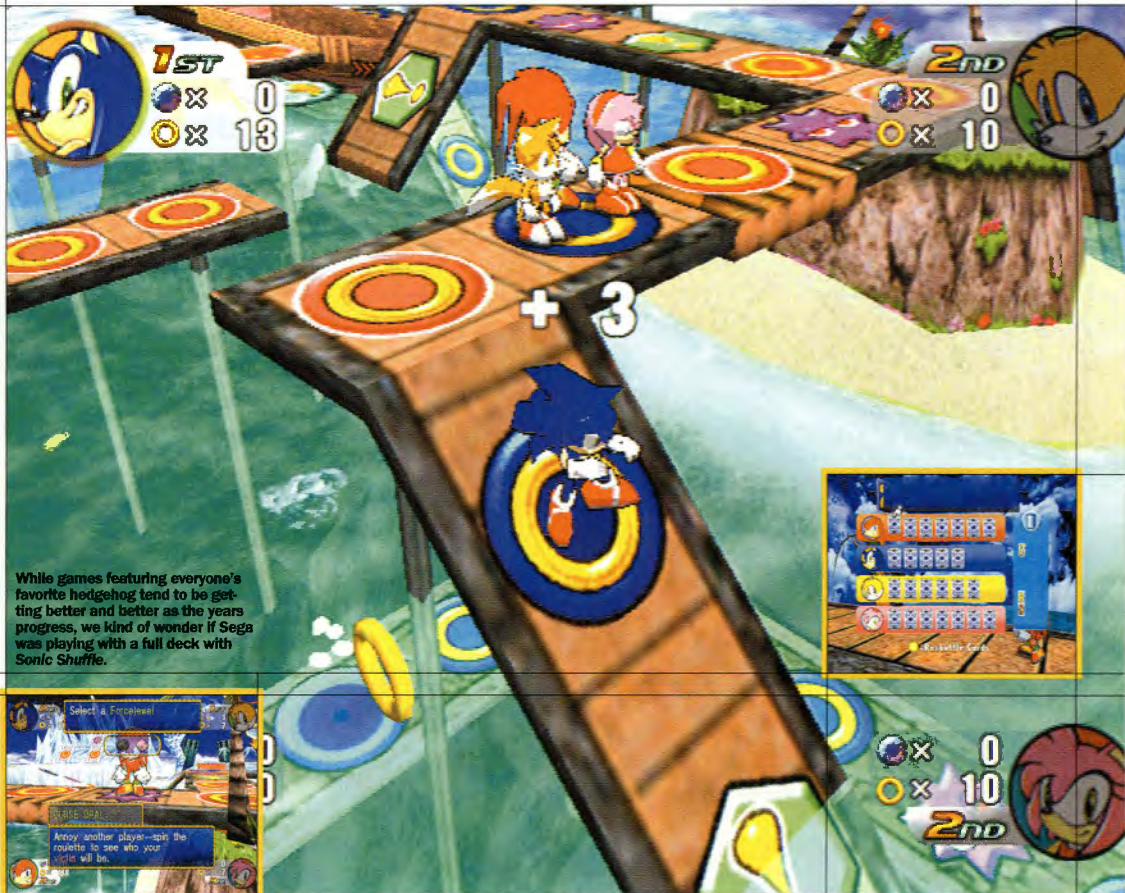 1ST
× 0
× 13
2ND
× 0
× 10
+ 3
While games featuring everyone's
favorite hedgehog tend to be get-
ting better and better as the years
progress, we kind of wonder if Sega
was playing with a full deck with
Sonic Shuffle.
Reshuffle Cards
Select a Forcejewel
Annoy another player—spin the
roulette to see who your
victim will be.
0
0
× 0
× 10
2ND